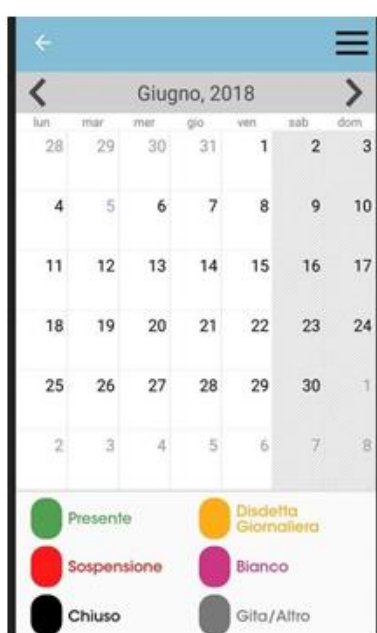 Giugno, 2018
lun mar mer gio ven sab dom
28 29 30 31 1 2 3
4 5 6 7 8 9 10
11 12 13 14 15 16 17
18 19 20 21 22 23 24
25 26 27 28 29 30 1
2 3 4 5 6 7 8
Presente
Disdetta
Giornaliera
Sospensione
Bianco
Chiuso
Gita/Altro